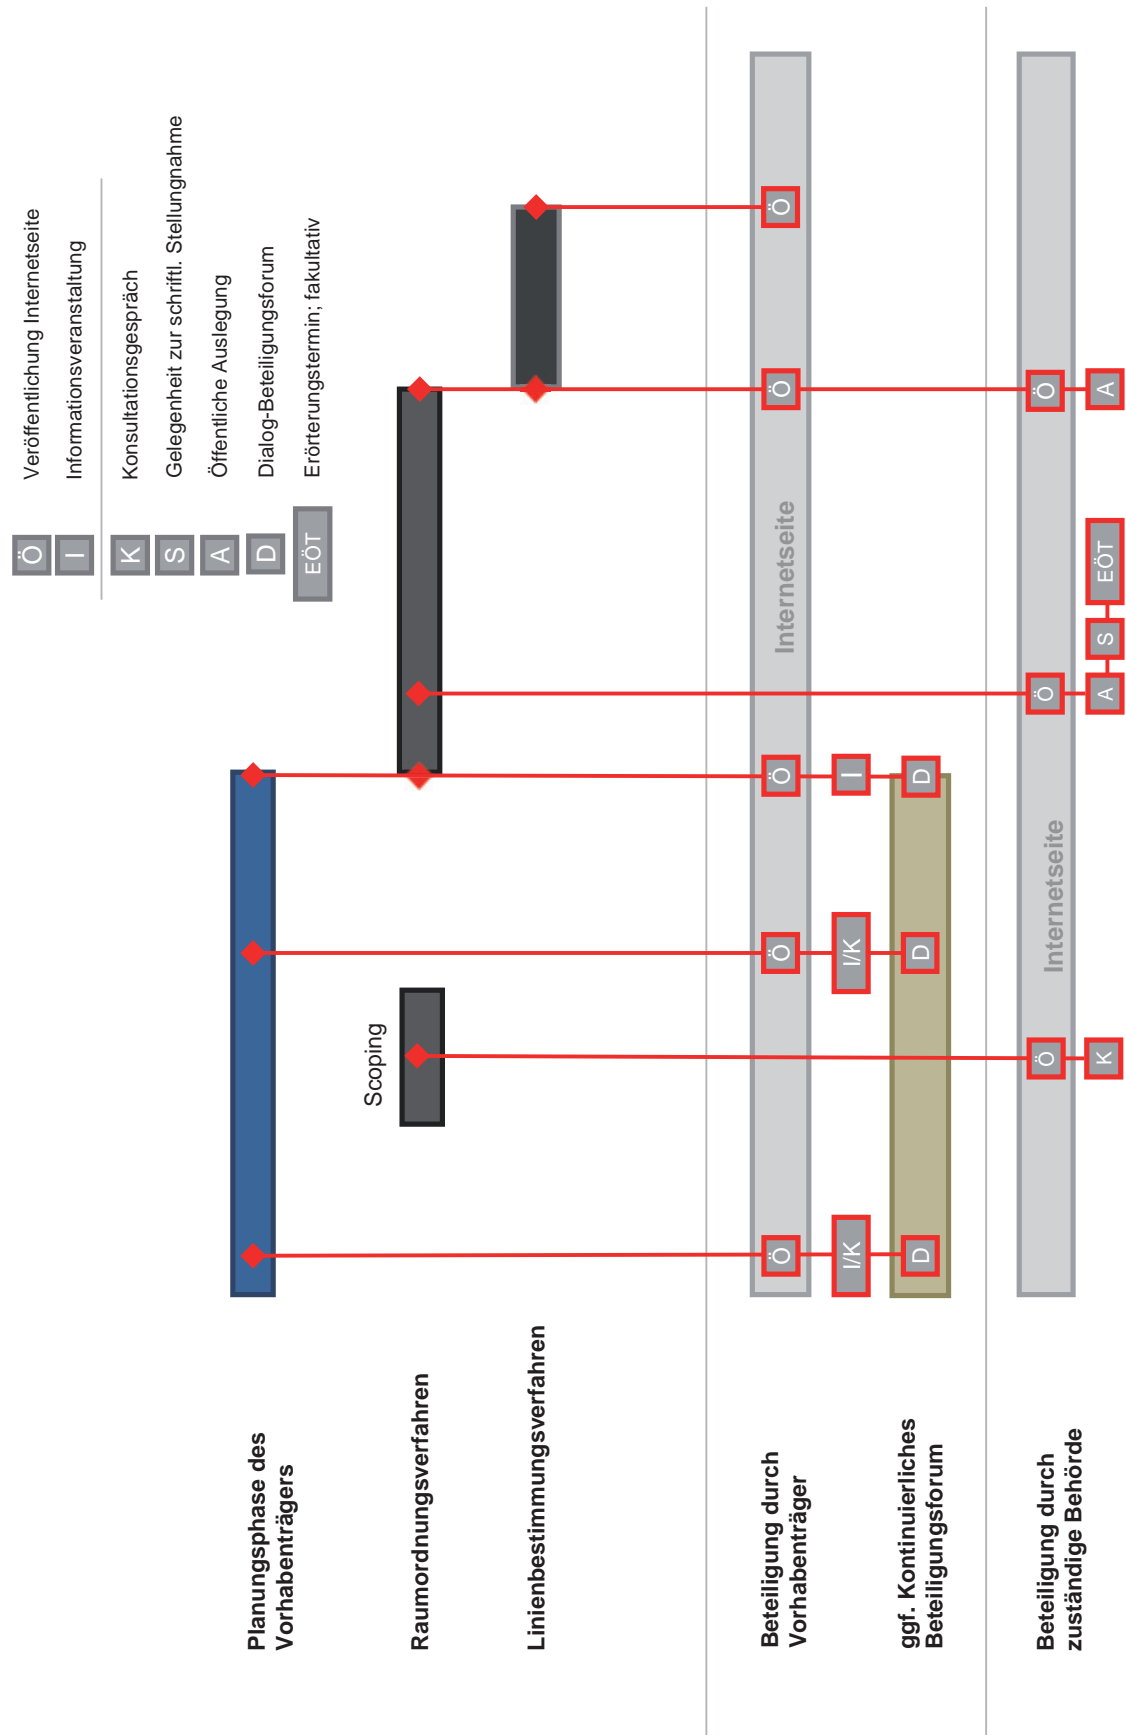 Ö Veröffentlichung Internetseite
I Informationsveranstaltung
K Konsultationsgespräch
S Gelegenheit zur schriftl. Stellungnahme
A Öffentliche Auslegung
D Dialog-Beteiligungsforum
EÖT Erörterungstermin; fakultativ
Planungsphase des
Vorhabenträgers
Scoping
Raumordnungsverfahren
Linienbestimmungsverfahren
Beteiligung durch
Vorhabenträger
Ö Ö Ö Internetseite Ö Ö
I/K I/K I
ggf. Kontinuierliches
Beteiligungsforum
D D D
Beteiligung durch
zuständige Behörde
Ö Internetseite Ö Ö
K A S EÖT A